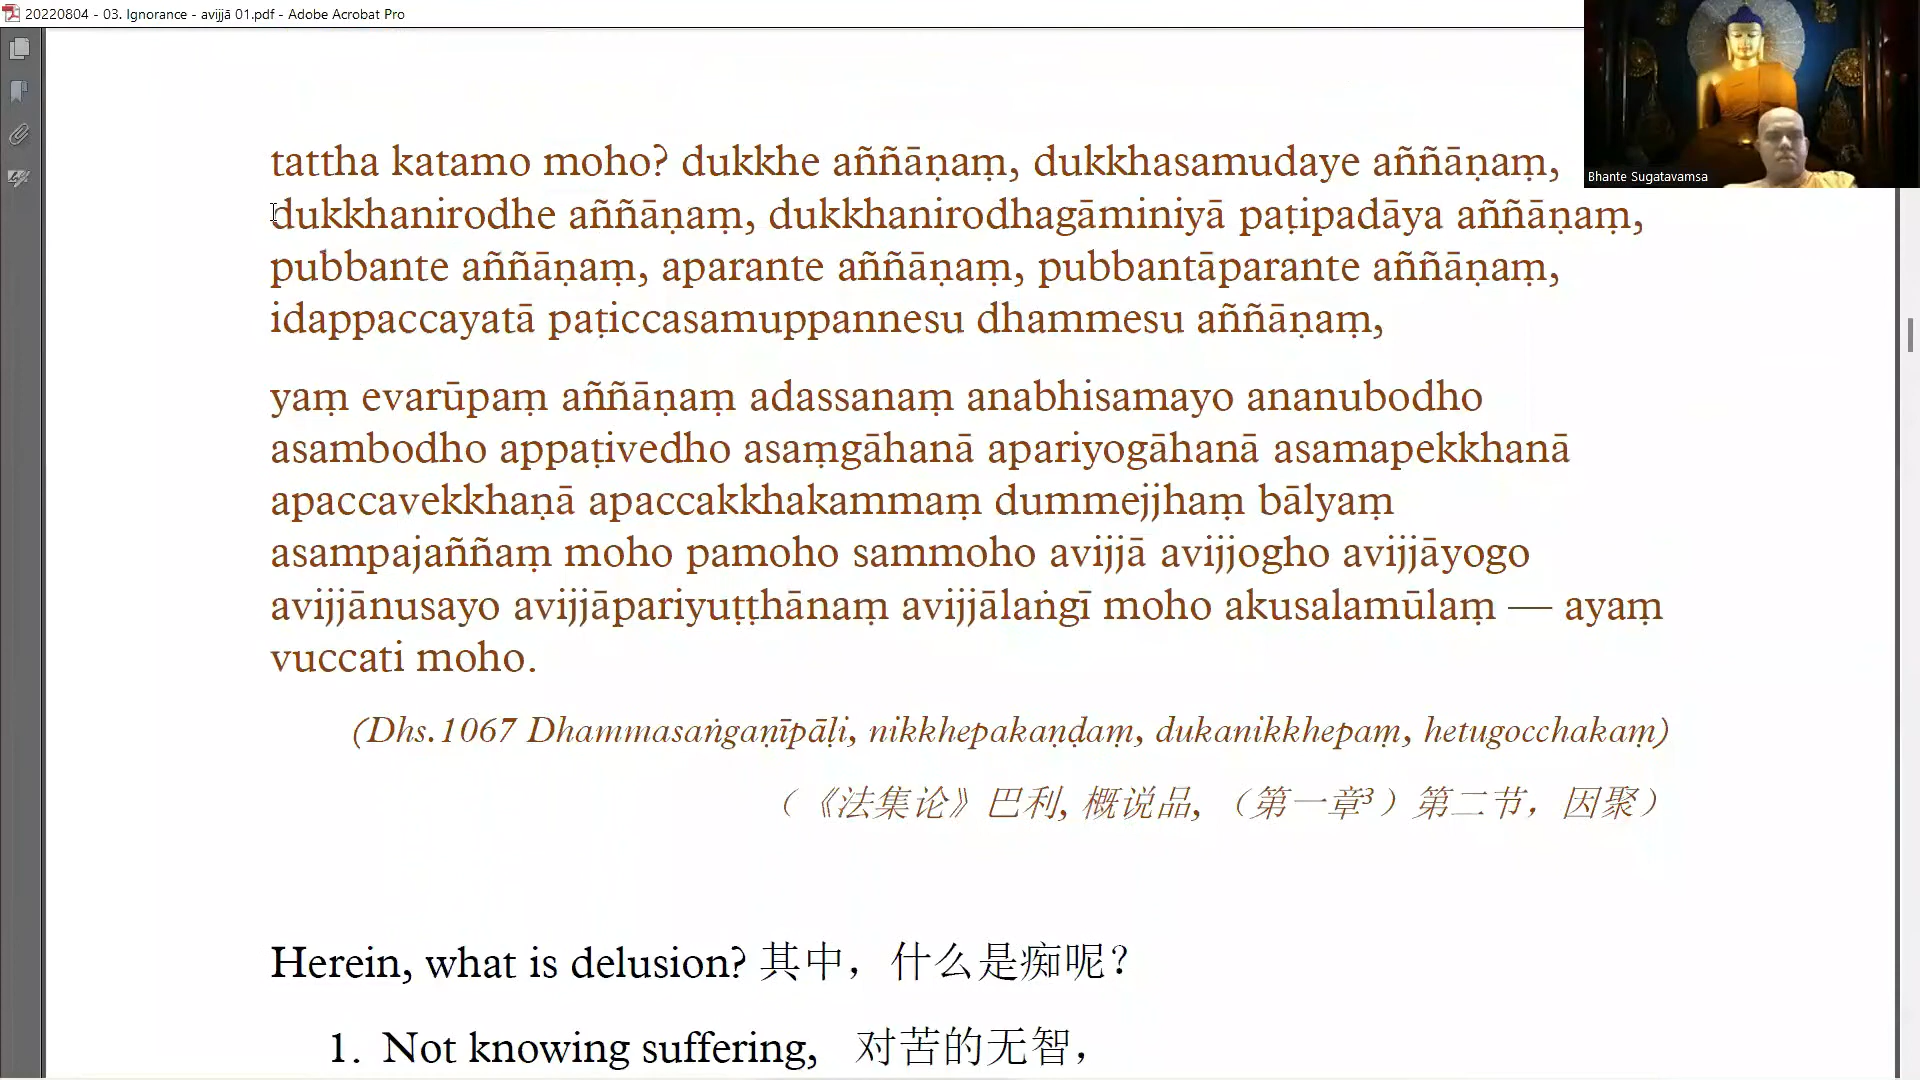 20220804 - 03. Ignorance - avijjā 01.pdf - Adobe Acrobat Pro
Bhante Sugatavamsa
tattha katamo moho? dukkhe aññāṇaṃ, dukkhasamudaye aññāṇaṃ,
dukkhanirodhe aññāṇaṃ, dukkhanirodhagāminiyā paṭipadāya aññāṇaṃ,
pubbante aññāṇaṃ, aparante aññāṇaṃ, pubbantāparante aññāṇaṃ,
idappaccayatā paṭiccasamuppannesu dhammesu aññāṇaṃ,
yaṃ evarūpaṃ aññāṇaṃ adassanaṃ anabhisamayo ananubodho
asambodho appaṭivedho asaṃgāhanā apariyogāhanā asamapekkhanā
apaccavekkhaṇā apaccakkhakammaṃ dummejjhaṃ bālyaṃ
asampajaññaṃ moho pamoho sammoho avijjā avijjogho avijjāyogo
avijjānusayo avijjāpariyuṭṭhānaṃ avijjālaṅgī moho akusalamūlaṃ — ayaṃ
vuccati moho.
(Dhs.1067 Dhammasaṅgaṇīpāḷi, nikkhepakaṇḍaṃ, dukanikkhepaṃ, hetugocchakaṃ)
（《法集论》巴利, 概说品, （第一章³）第二节，因聚）
Herein, what is delusion? 其中，什么是痴呢？
1. Not knowing suffering, 对苦的无智，